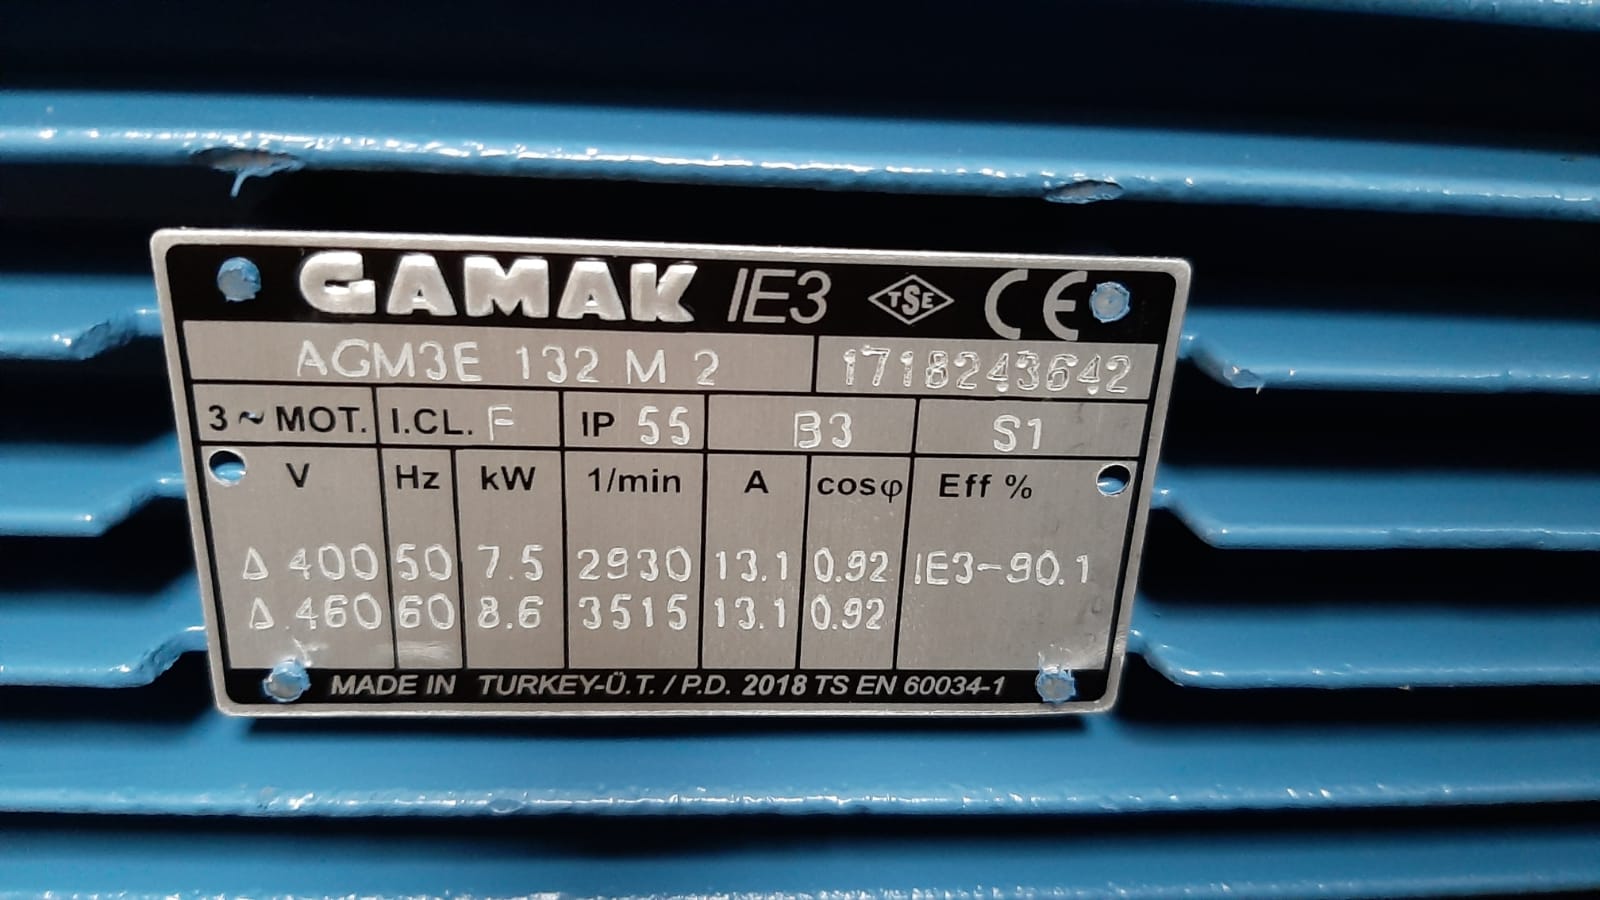 GAMAK IE3 TSE CE
AGM3E 132 M 2 1718243642
3 ~ MOT. I.CL. F IP 55 B3 S1
V Hz kW 1/min A cosφ Eff %
Δ 400 50 7.5 2930 13.1 0.92 IE3-90.1
Δ 460 60 8.6 3515 13.1 0.92
MADE IN TURKEY-Ü.T. / P.D. 2018 TS EN 60034-1